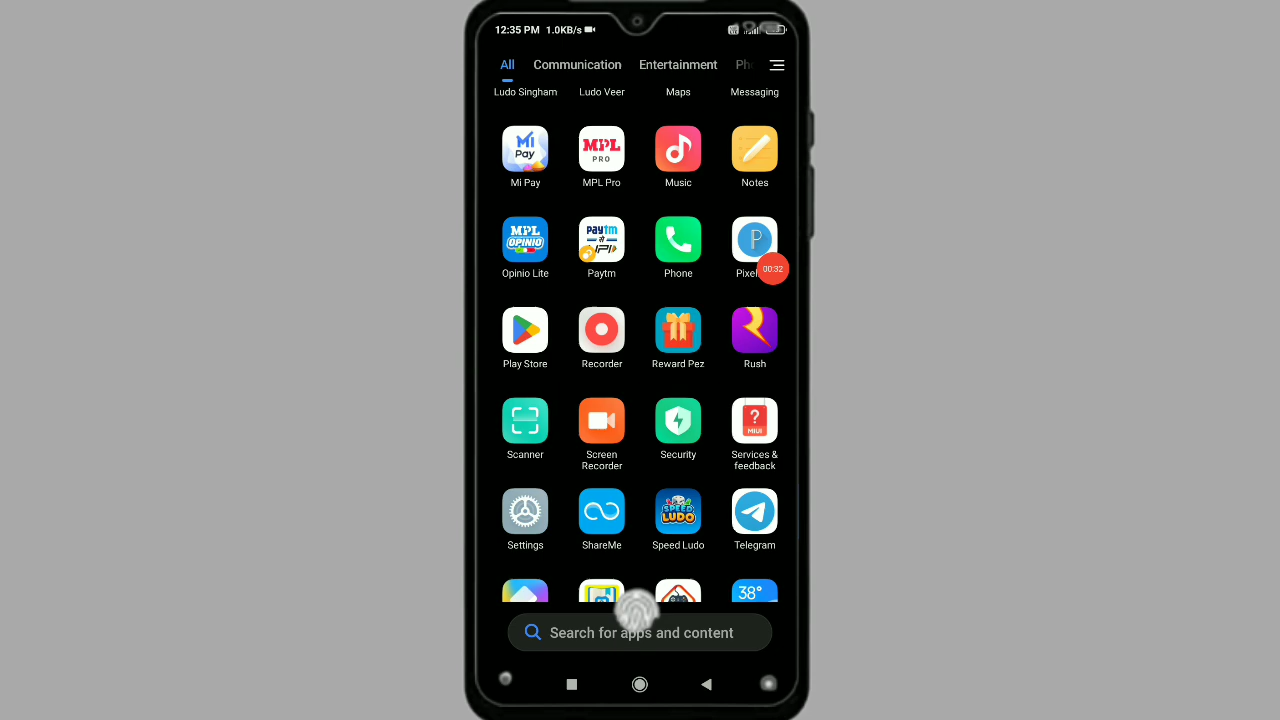 12:35 PM 1.0KB/s
All Communication Entertainment
Ludo Singham Ludo Veer Maps Messaging
Mi Pay
MPL PRO
Mi Pay MPL Pro Music Notes
MPL OPINIO
Paytm UPI
P
Opinio Lite Paytm Phone
00:32
Play Store Recorder Reward Pez Rush
?
MIUI
Scanner Screen Recorder Security Services & feedback
SPEED LUDO
Settings ShareMe Speed Ludo Telegram
38°
Search for apps and content